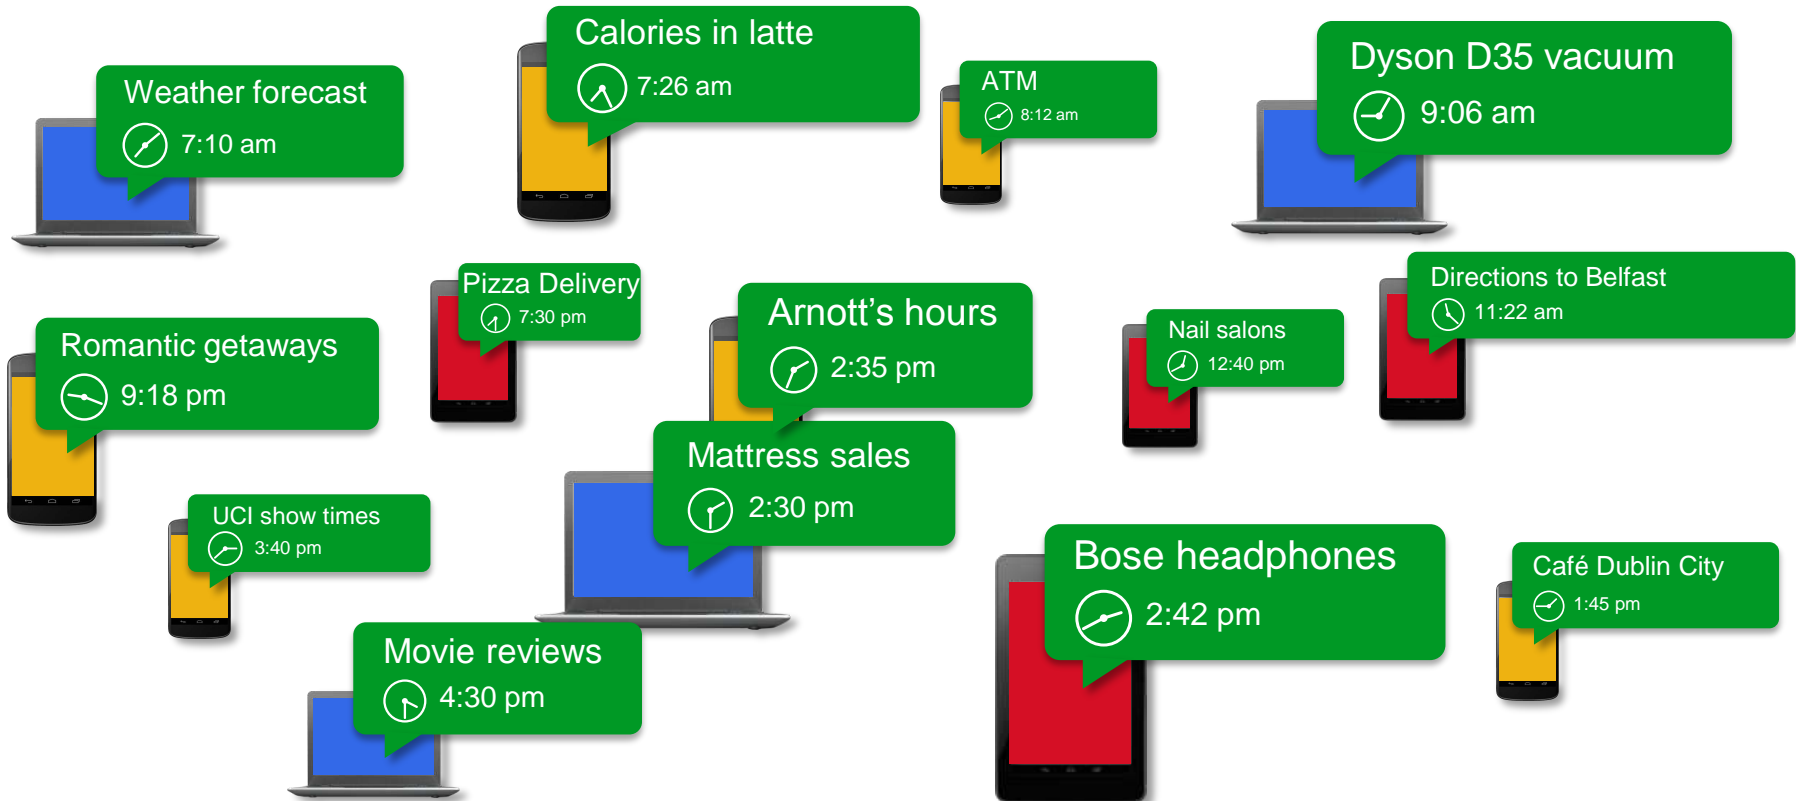 Weather forecast
7:10 am
Calories in latte
7:26 am
ATM
8:12 am
Dyson D35 vacuum
9:06 am
Romantic getaways
9:18 pm
Pizza Delivery
7:30 pm
Arnott's hours
2:35 pm
Nail salons
12:40 pm
Directions to Belfast
11:22 am
UCI show times
3:40 pm
Mattress sales
2:30 pm
Bose headphones
2:42 pm
Café Dublin City
1:45 pm
Movie reviews
4:30 pm